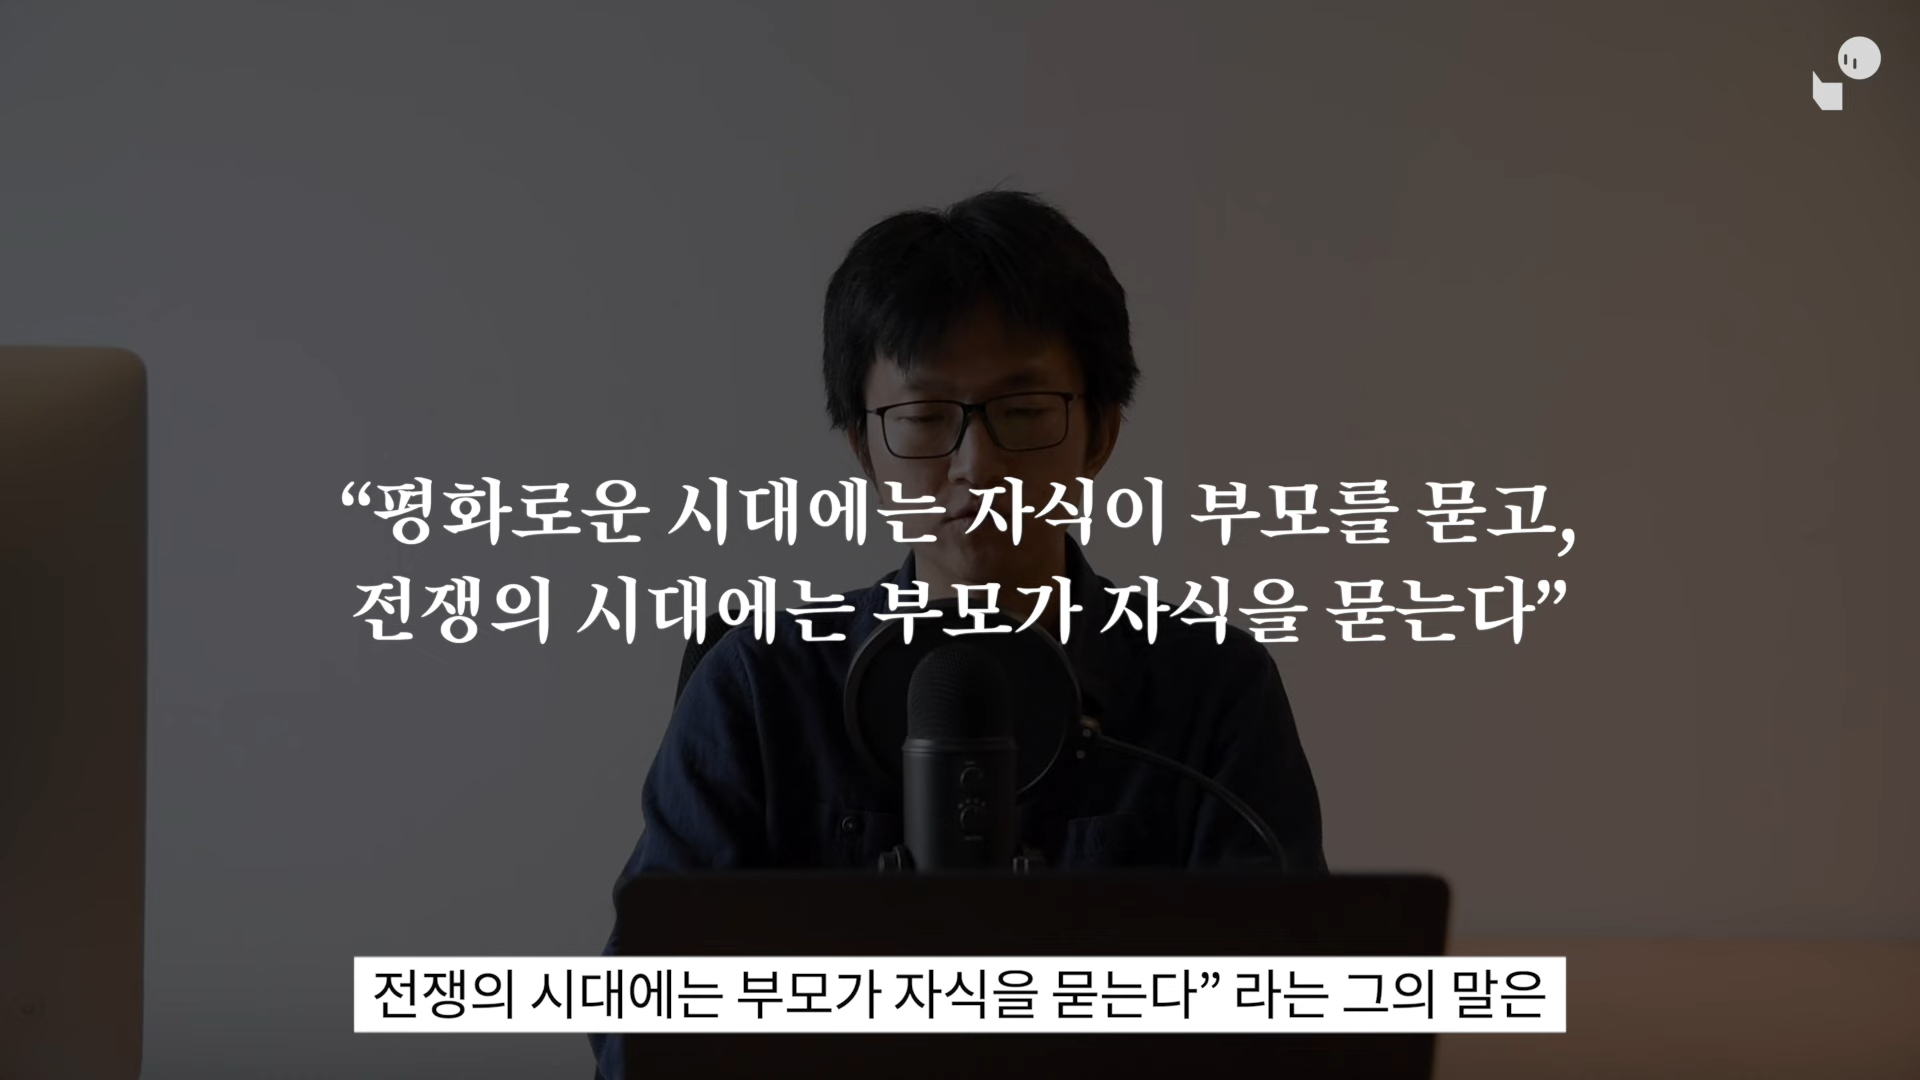 “평화로운 시대에는 자식이 부모를 묻고,
전쟁의 시대에는 부모가 자식을 묻는다”
전쟁의 시대에는 부모가 자식을 묻는다” 라는 그의 말은